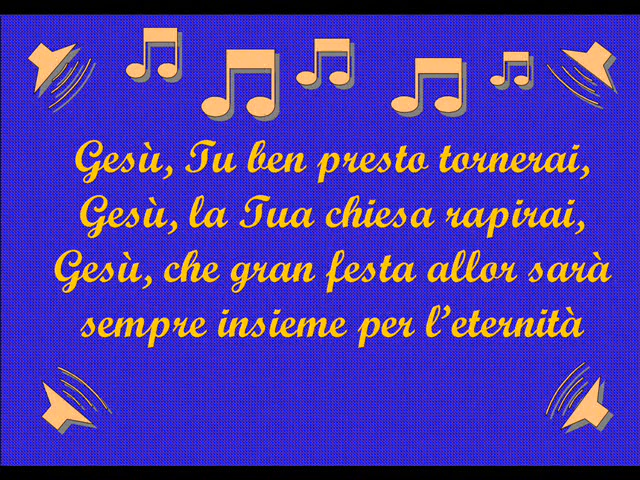 Gesù, Tu ben presto tornerai,
Gesù, la Tua chiesa rapirai,
Gesù, che gran festa allor sarà
sempre insieme per l'eternità